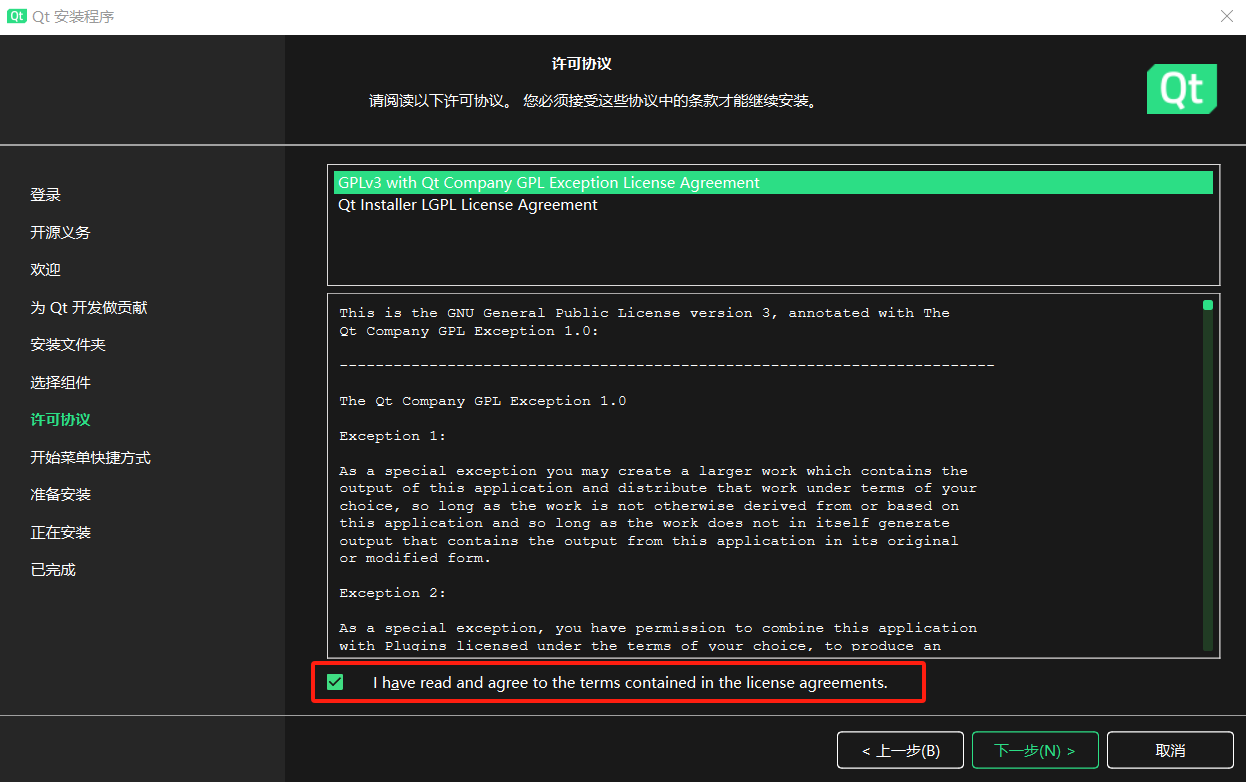 Qt Qt 安装程序
许可协议
请阅读以下许可协议。 您必须接受这些协议中的条款才能继续安装。
Qt
登录
开源义务
欢迎
为 Qt 开发做贡献
安装文件夹
选择组件
许可协议
开始菜单快捷方式
准备安装
正在安装
已完成
GPLv3 with Qt Company GPL Exception License Agreement
Qt Installer LGPL License Agreement
This is the GNU General Public License version 3, annotated with The
Qt Company GPL Exception 1.0:
-------------------------------------------------------------------------
The Qt Company GPL Exception 1.0
Exception 1:
As a special exception you may create a larger work which contains the
output of this application and distribute that work under terms of your
choice, so long as the work is not otherwise derived from or based on
this application and so long as the work does not in itself generate
output that contains the output from this application in its original
or modified form.
Exception 2:
As a special exception, you have permission to combine this application
with Plugins licensed under the terms of your choice, to produce an
I have read and agree to the terms contained in the license agreements.
< 上一步(B)
下一步(N) >
取消